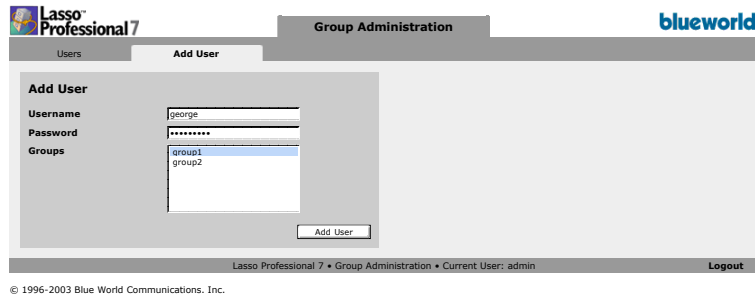 Lasso™
Professional 7
Group Administration
blueworld
Users
Add User
Add User
Username
george
Password
•••••••••
Groups
group1
group2
Add User
Lasso Professional 7 • Group Administration • Current User: admin
Logout
© 1996-2003 Blue World Communications. Inc.